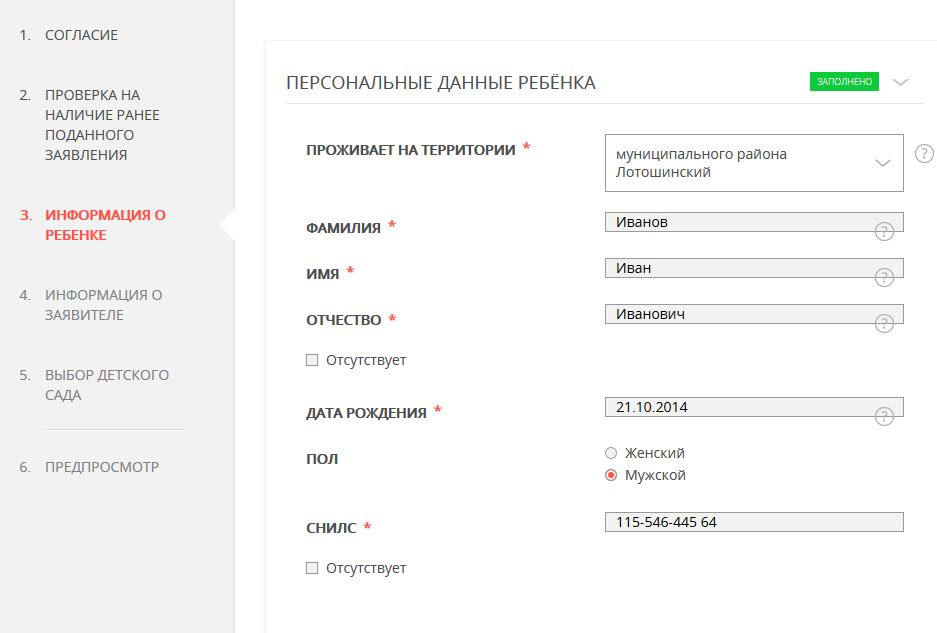 1. СОГЛАСИЕ
2. ПРОВЕРКА НА
НАЛИЧИЕ РАНЕЕ
ПОДАННОГО
ЗАЯВЛЕНИЯ
3. ИНФОРМАЦИЯ О
РЕБЕНКЕ
4. ИНФОРМАЦИЯ О
ЗАЯВИТЕЛЕ
5. ВЫБОР ДЕТСКОГО
САДА
6. ПРЕДПРОСМОТР
ПЕРСОНАЛЬНЫЕ ДАННЫЕ РЕБЁНКА
ЗАПОЛНЕНО
ПРОЖИВАЕТ НА ТЕРРИТОРИИ *
муниципального района
Лотошинский
?
ФАМИЛИЯ *
Иванов
?
ИМЯ *
Иван
?
ОТЧЕСТВО *
Иванович
?
Отсутствует
ДАТА РОЖДЕНИЯ *
21.10.2014
?
ПОЛ
Женский
Мужской
СНИЛС *
115-546-445 64
Отсутствует